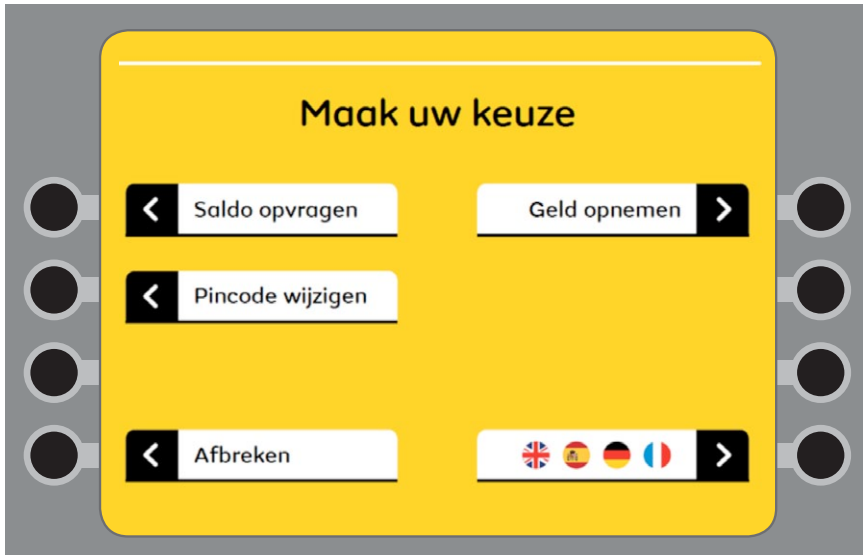 Maak uw keuze
Saldo opvragen
Geld opnemen
Pincode wijzigen
Afbreken